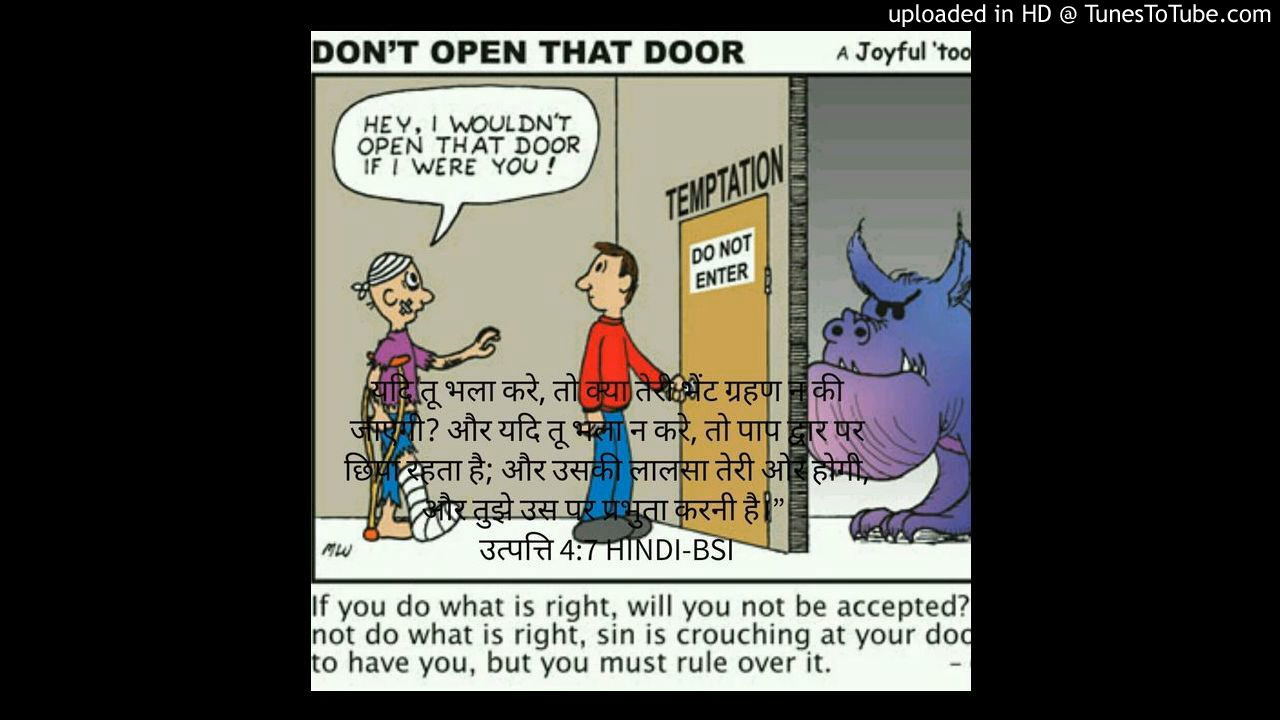 uploaded in HD @ TunesToTube.com
DON'T OPEN THAT DOOR
A Joyful 'too
HEY, I WOULDN'T
OPEN THAT DOOR
IF I WERE YOU!
TEMPTATION
DO NOT
ENTER
यदि तू भला करे, तो क्या तेरी भेंट ग्रहण न की
जाएगी? और यदि तू भला न करे, तो पाप द्वार पर
छिपा रहता है; और उसकी लालसा तेरी ओर होगी,
और तुझे उस पर प्रभुता करनी है।”
उत्पत्ति 4:7 HINDI-BSI
MW
If you do what is right, will you not be accepted?
not do what is right, sin is crouching at your doo
to have you, but you must rule over it. –